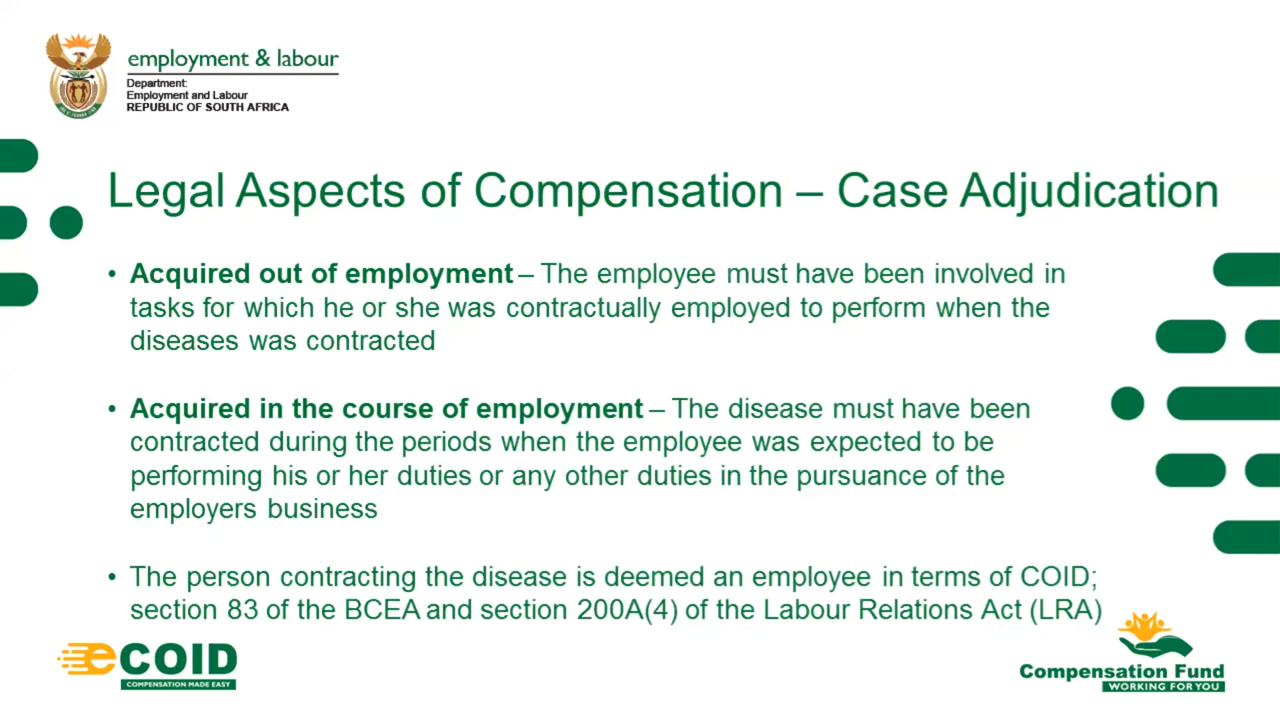 employment & labour
Department:
Employment and Labour
REPUBLIC OF SOUTH AFRICA
Legal Aspects of Compensation – Case Adjudication
• Acquired out of employment – The employee must have been involved in
tasks for which he or she was contractually employed to perform when the
diseases was contracted
• Acquired in the course of employment – The disease must have been
contracted during the periods when the employee was expected to be
performing his or her duties or any other duties in the pursuance of the
employers business
• The person contracting the disease is deemed an employee in terms of COID;
section 83 of the BCEA and section 200A(4) of the Labour Relations Act (LRA)
eCOID
COMPENSATION MADE EASY
Compensation Fund
WORKING FOR YOU